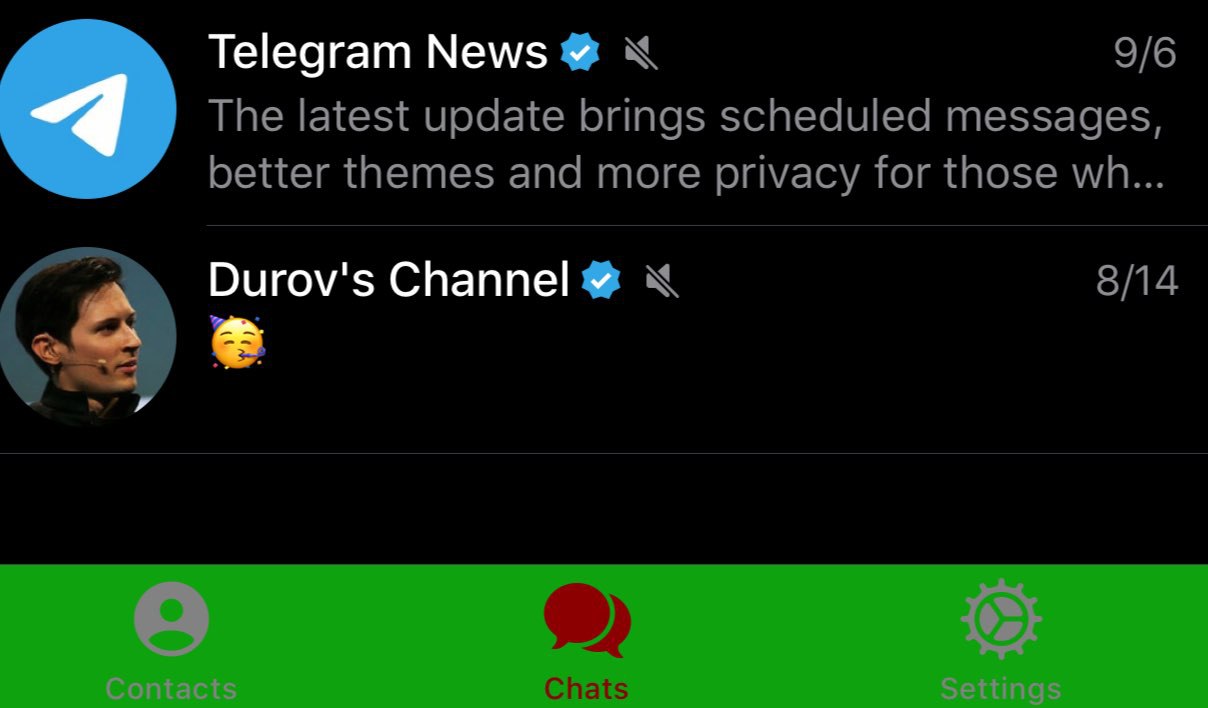 Telegram News
9/6
The latest update brings scheduled messages,
better themes and more privacy for those wh...
Durov's Channel
8/14
🥳
Contacts
Chats
Settings